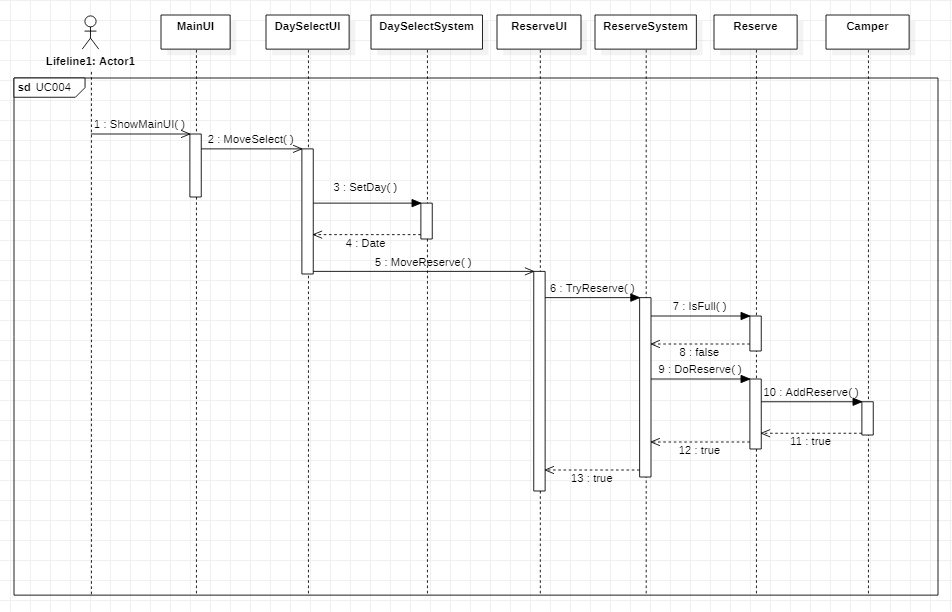 MainUI
DaySelectUI
DaySelectSystem
ReserveUI
ReserveSystem
Reserve
Camper
Lifeline1: Actor1
sd UC004
1 : ShowMainUI( )
2 : MoveSelect( )
3 : SetDay( )
4 : Date
5 : MoveReserve( )
6 : TryReserve( )
7 : IsFull( )
8 : false
9 : DoReserve( )
10 : AddReserve( )
11 : true
12 : true
13 : true